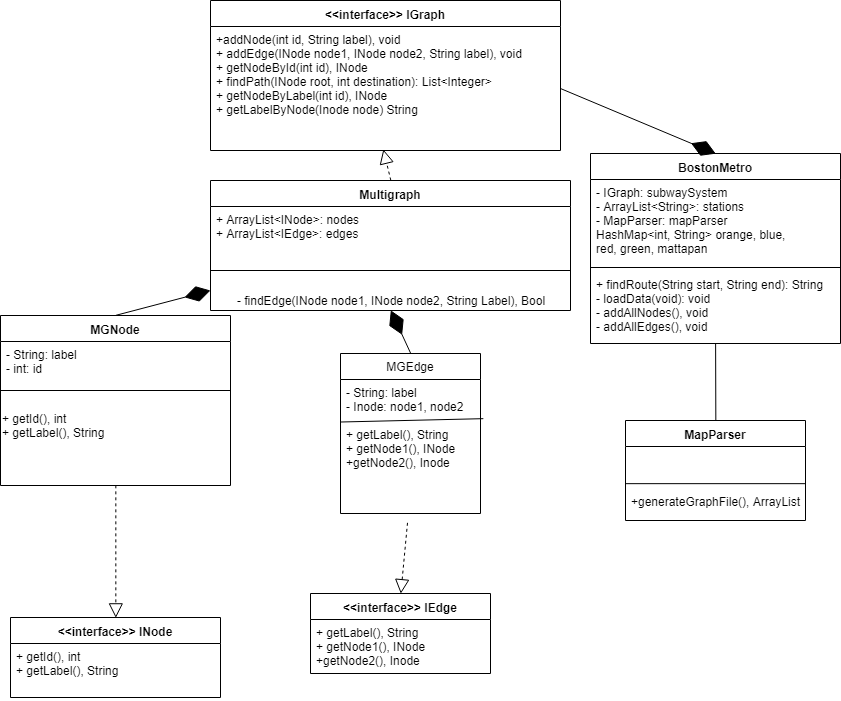 <<interface>> IGraph
+addNode(int id, String label), void
+ addEdge(INode node1, INode node2, String label), void
+ getNodeById(int id), INode
+ findPath(INode root, int destination): List<Integer>
+ getNodeByLabel(int id), INode
+ getLabelByNode(Inode node) String
BostonMetro
- IGraph: subwaySystem
- ArrayList<String>: stations
- MapParser: mapParser
HashMap<int, String> orange, blue,
red, green, mattapan
+ findRoute(String start, String end): String
- loadData(void): void
- addAllNodes(), void
- addAllEdges(), void
Multigraph
+ ArrayList<INode>: nodes
+ ArrayList<IEdge>: edges
- findEdge(INode node1, INode node2, String Label), Bool
MGNode
- String: label
- int: id
+ getId(), int
+ getLabel(), String
MGEdge
- String: label
- Inode: node1, node2
+ getLabel(), String
+ getNode1(), INode
+getNode2(), Inode
MapParser
+generateGraphFile(), ArrayList
<<interface>> INode
+ getId(), int
+ getLabel(), String
<<interface>> IEdge
+ getLabel(), String
+ getNode1(), INode
+getNode2(), Inode